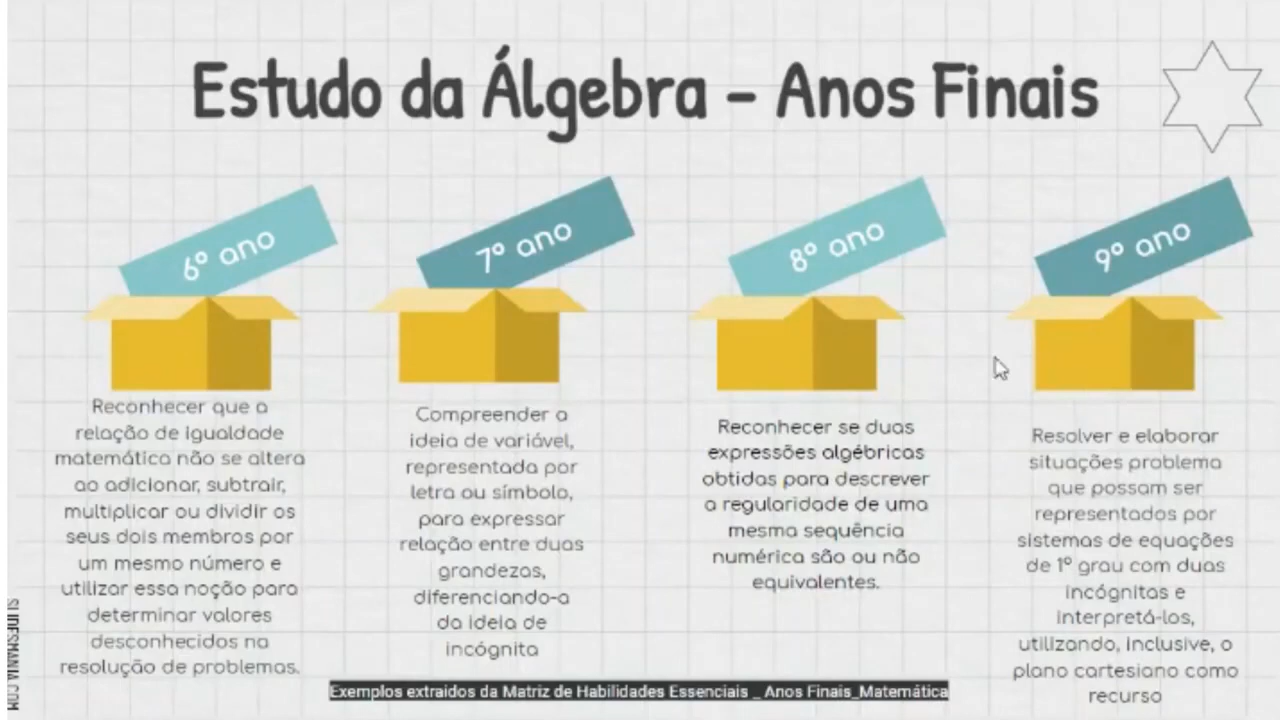 Estudo da Álgebra – Anos Finais
6º ano
Reconhecer que a
relação de igualdade
matemática não se altera
ao adicionar, subtrair,
multiplicar ou dividir os
seus dois membros por
um mesmo número e
utilizar essa noção para
determinar valores
desconhecidos na
resolução de problemas.
7º ano
Compreender a
ideia de variável,
representada por
letra ou símbolo,
para expressar
relação entre duas
grandezas,
diferenciando-a
da ideia de
incógnita
8º ano
Reconhecer se duas
expressões algébricas
obtidas para descrever
a regularidade de uma
mesma sequência
numérica são ou não
equivalentes.
9º ano
Resolver e elaborar
situações problema
que possam ser
representados por
sistemas de equações
de 1º grau com duas
incógnitas e
interpretá-los,
utilizando, inclusive, o
plano cartesiano como
recurso
Exemplos extraidos da Matriz de Habilidades Essenciais _ Anos Finais_Matemática
SLIDESMANIA.COM